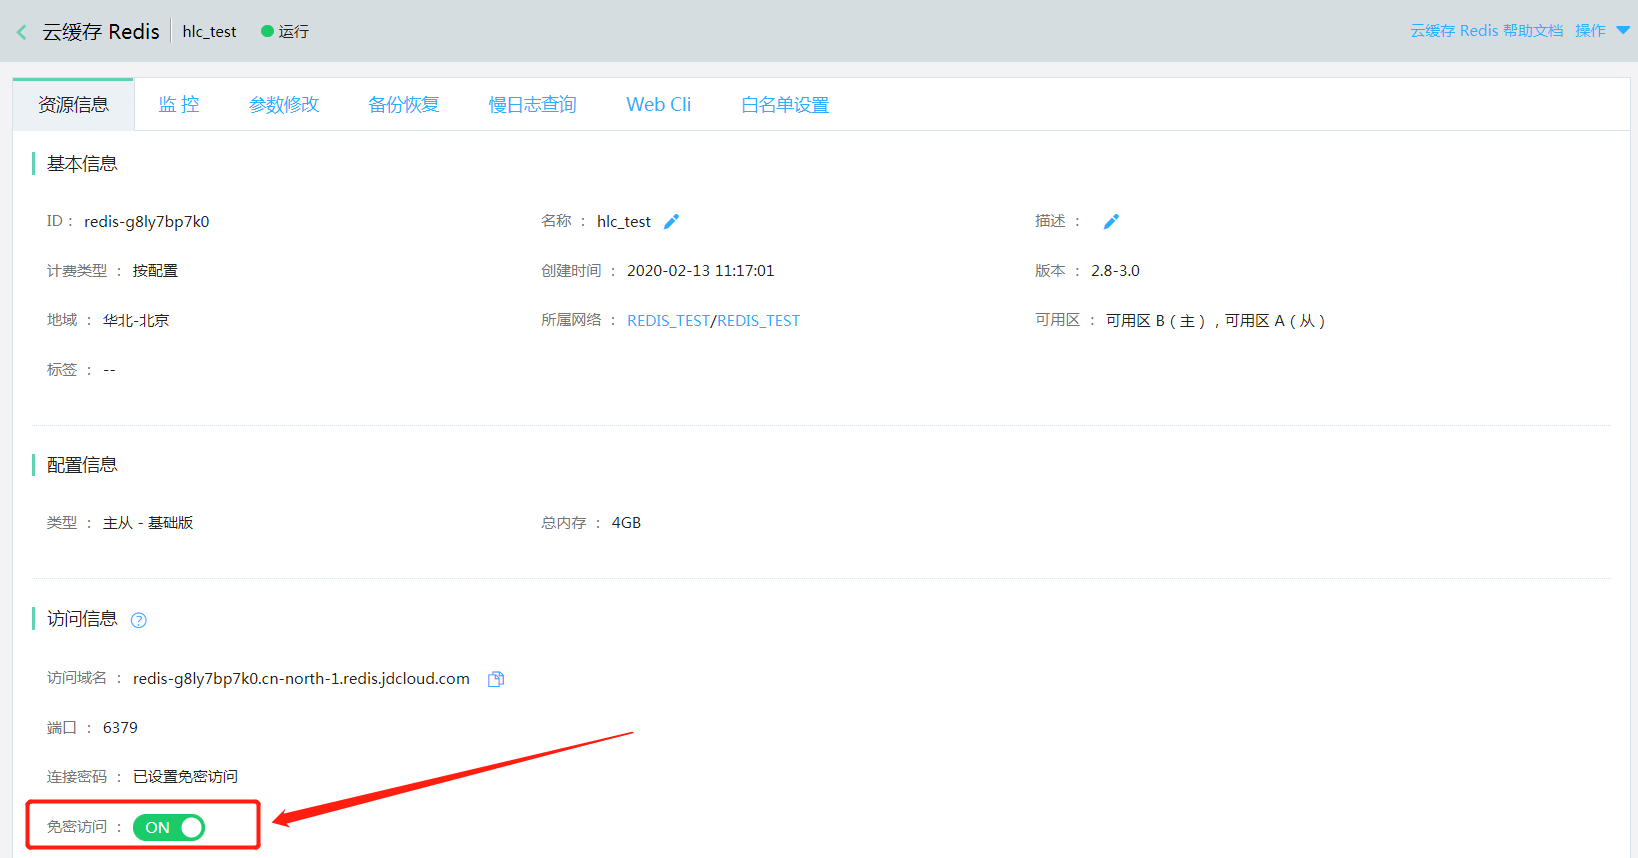 云缓存 Redis hlc_test 运行 云缓存 Redis 帮助文档 操作
资源信息 监 控 参数修改 备份恢复 慢日志查询 Web Cli 白名单设置
基本信息
ID： redis-g8ly7bp7k0 名称 ： hlc_test 描述 ：
计费类型 ： 按配置 创建时间 ： 2020-02-13 11:17:01 版本 ： 2.8-3.0
地域 ： 华北-北京 所属网络 ： REDIS_TEST/REDIS_TEST 可用区 ： 可用区 B（主），可用区 A（从）
标签 ： --
配置信息
类型 ： 主从 - 基础版 总内存 ： 4GB
访问信息 ?
访问域名 ： redis-g8ly7bp7k0.cn-north-1.redis.jdcloud.com
端口 ： 6379
连接密码 ： 已设置免密访问
免密访问 ： ON